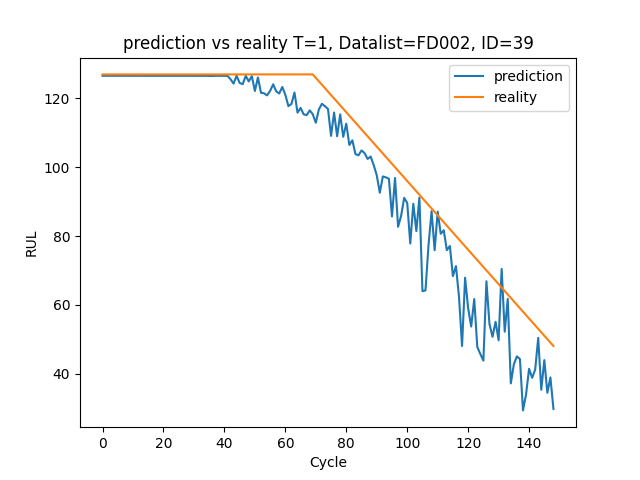 prediction vs reality T=1, Datalist=FD002, ID=39
prediction
reality
120
100
80
60
40
RUL
0 20 40 60 80 100 120 140
Cycle